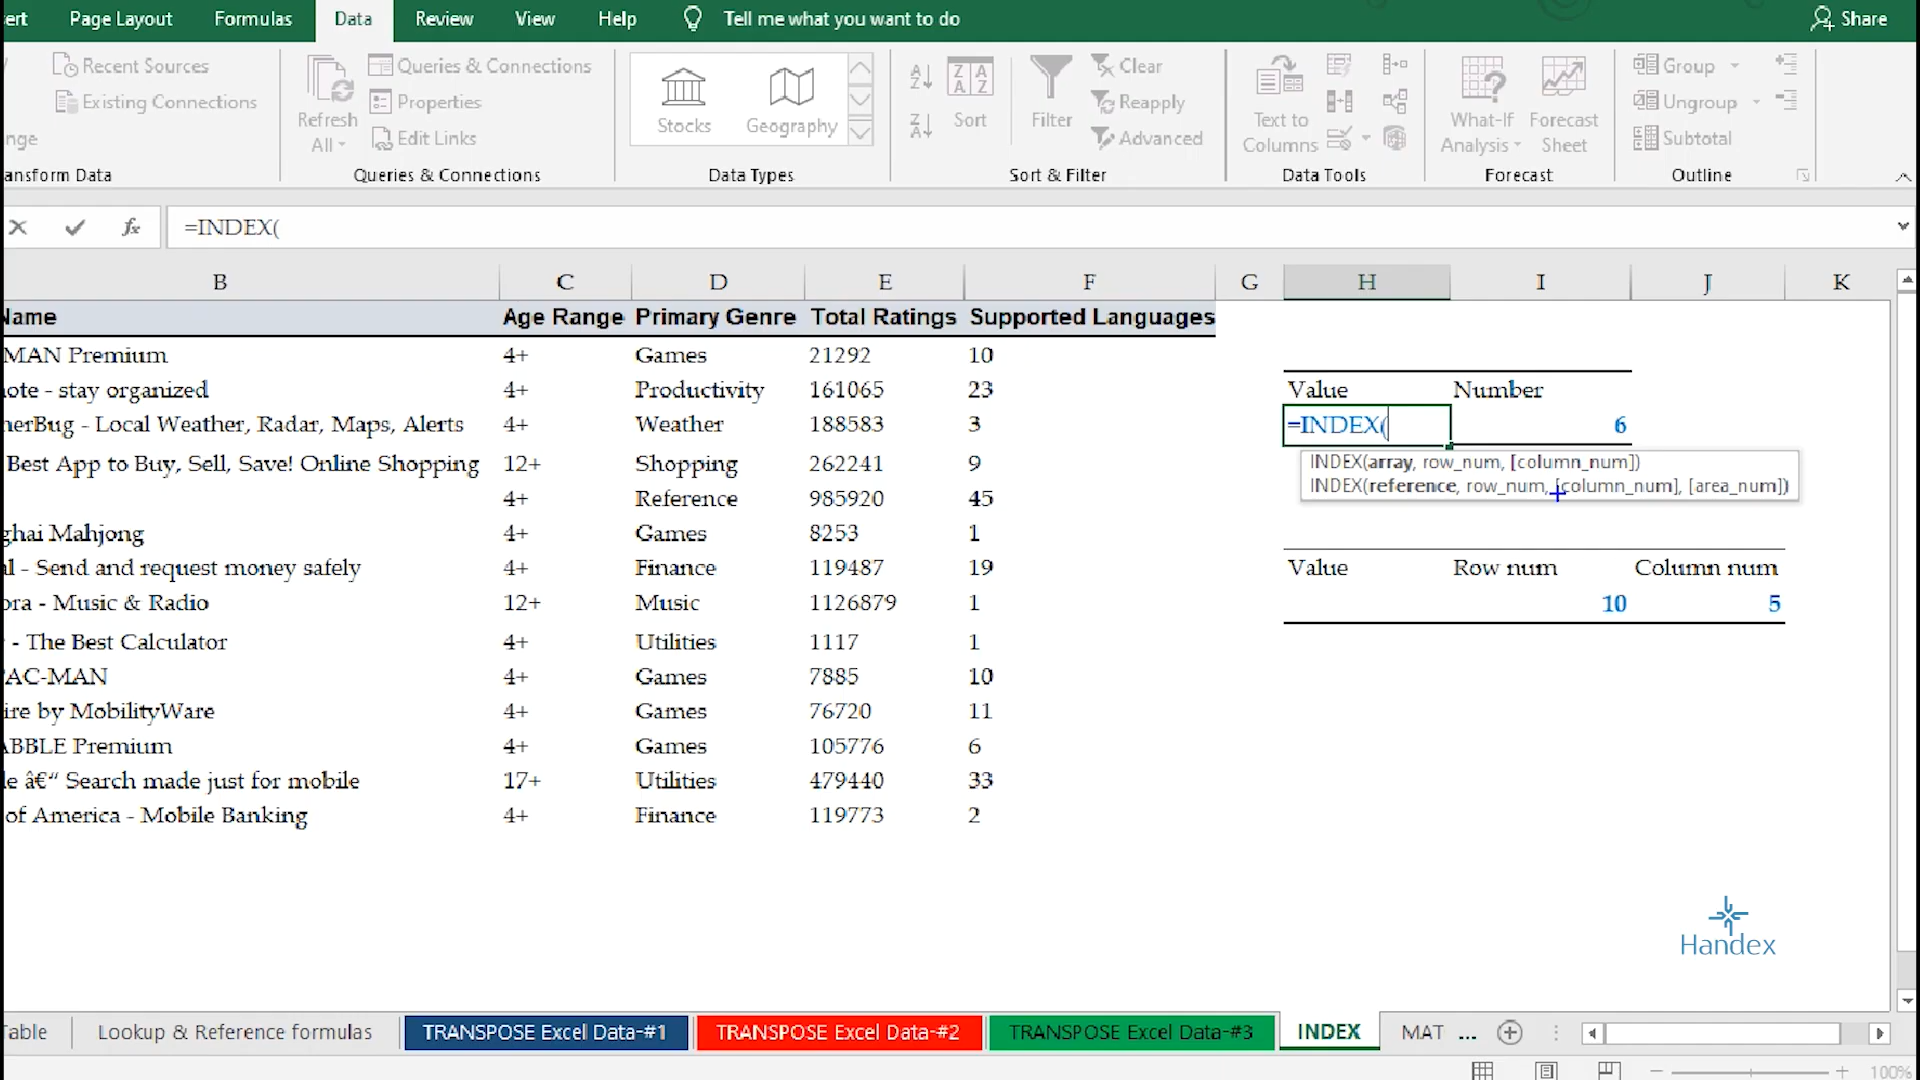 ert Page Layout Formulas Data Review View Help Tell me what you want to do Share
Recent Sources
Existing Connections
nge
ansform Data
Refresh All
Queries & Connections
Properties
Edit Links
Queries & Connections
Stocks Geography
Data Types
Sort Filter
Clear
Reapply
Advanced
Sort & Filter
Text to Columns
Data Tools
What-If Analysis
Forecast Sheet
Forecast
Group
Ungroup
Subtotal
Outline
fx =INDEX(
B C D E F G H I J K
Name Age Range Primary Genre Total Ratings Supported Languages
MAN Premium 4+ Games 21292 10
ote - stay organized 4+ Productivity 161065 23
herBug - Local Weather, Radar, Maps, Alerts 4+ Weather 188583 3
Best App to Buy, Sell, Save! Online Shopping 12+ Shopping 262241 9
4+ Reference 985920 45
ghai Mahjong 4+ Games 8253 1
al - Send and request money safely 4+ Finance 119487 19
ora - Music & Radio 12+ Music 1126879 1
- The Best Calculator 4+ Utilities 1117 1
PAC-MAN 4+ Games 7885 10
ire by MobilityWare 4+ Games 76720 11
ABBLE Premium 4+ Games 105776 6
le â€“ Search made just for mobile 17+ Utilities 479440 33
of America - Mobile Banking 4+ Finance 119773 2
Value Number
=INDEX( 6
INDEX(array, row_num, [column_num])
INDEX(reference, row_num, [column_num], [area_num])
Value Row num Column num
10 5
Handex
Table Lookup & Reference formulas TRANSPOSE Excel Data-#1 TRANSPOSE Excel Data-#2 TRANSPOSE Excel Data-#3 INDEX MAT ...
100%